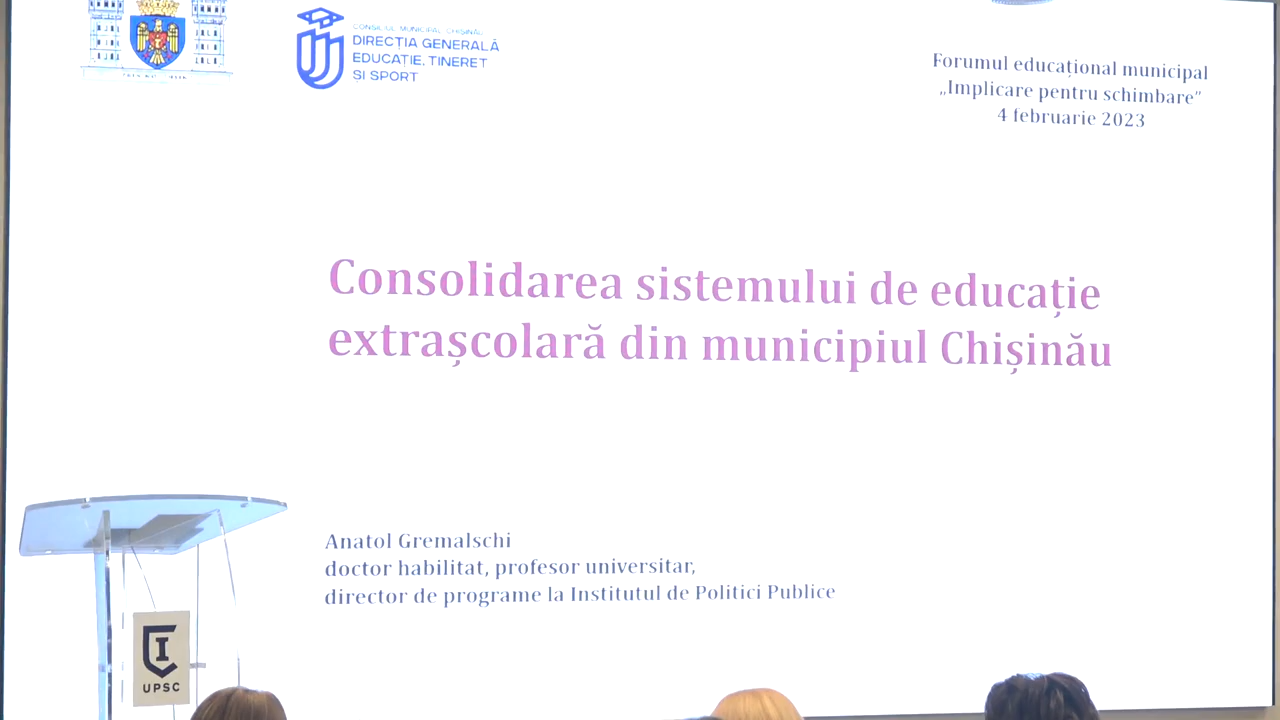 CONSILIUL MUNICIPAL CHIȘINĂU
DIRECȚIA GENERALĂ
EDUCAȚIE, TINERET
ȘI SPORT
Forumul educațional municipal
„Implicare pentru schimbare”
4 februarie 2023
Consolidarea sistemului de educație
extrașcolară din municipiul Chișinău
Anatol Gremalschi
doctor habilitat, profesor universitar,
director de programe la Institutul de Politici Publice
UPSC